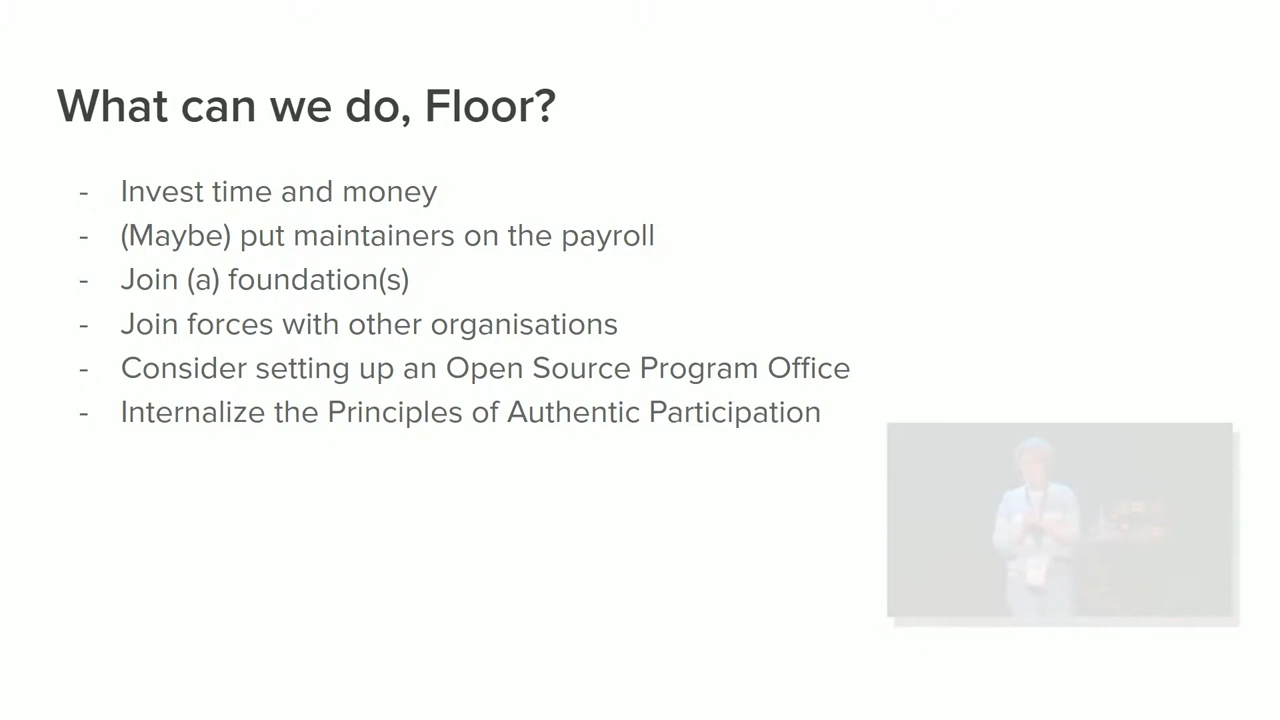 What can we do, Floor?
- Invest time and money
- (Maybe) put maintainers on the payroll
- Join (a) foundation(s)
- Join forces with other organisations
- Consider setting up an Open Source Program Office
- Internalize the Principles of Authentic Participation